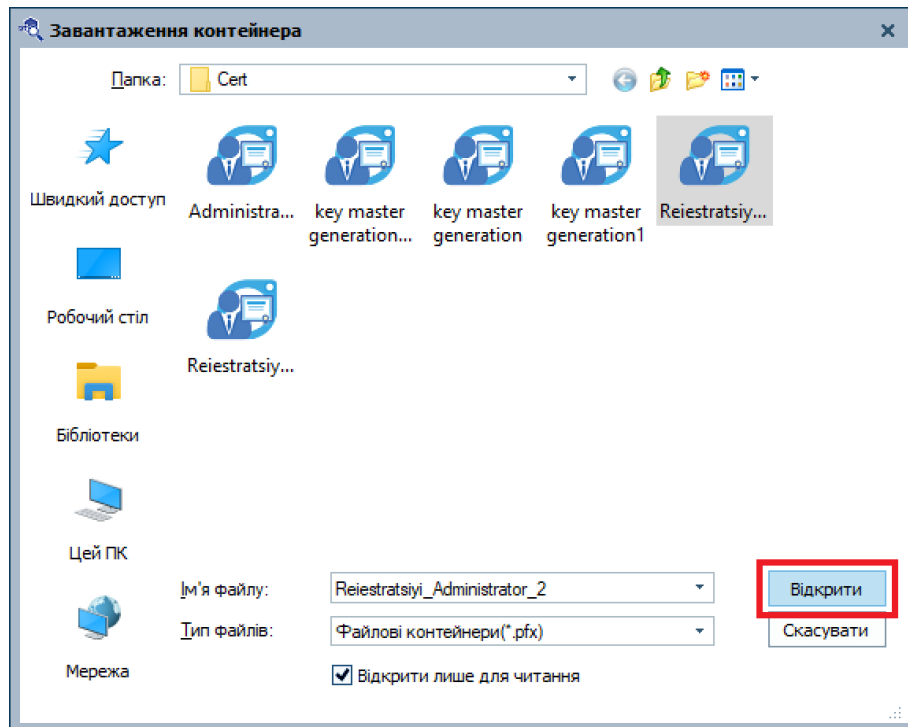 Завантаження контейнера
Папка:
Cert
Швидкий доступ
Робочий стіл
Бібліотеки
Цей ПК
Мережа
Administra...
key master
generation...
key master
generation
key master
generation1
Reiestratsiy...
Reiestratsiy...
Ім'я файлу:
Reiestratsiyi_Administrator_2
Відкрити
Тип файлів:
Файлові контейнери(*.pfx)
Скасувати
Відкрити лише для читання